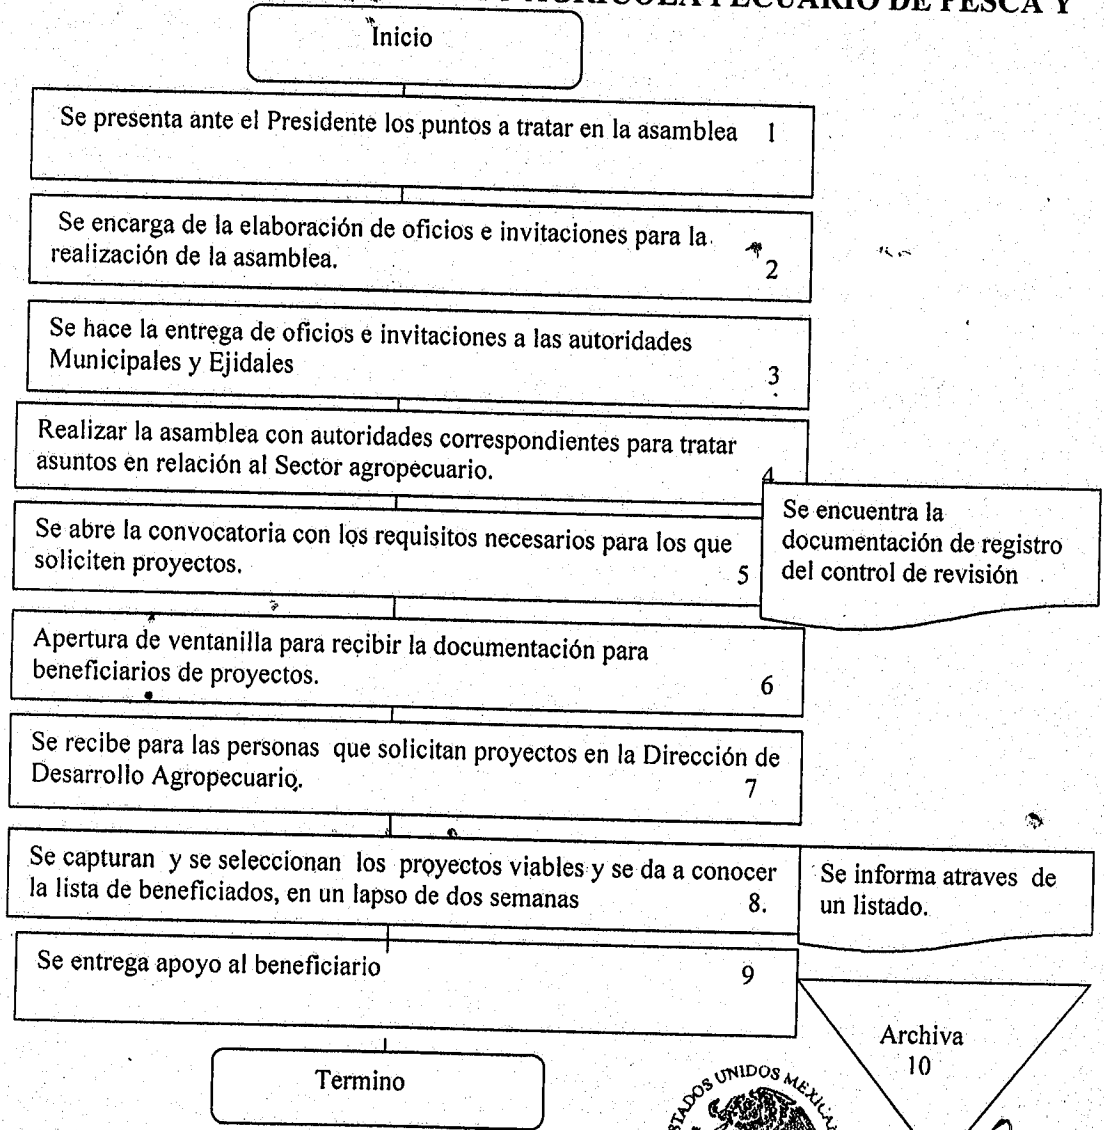 AGRICOLA PECUARIO DE PESCA Y
Inicio
Se presenta ante el Presidente los puntos a tratar en la asamblea 1
Se encarga de la elaboración de oficios e invitaciones para la
realización de la asamblea. 2
Se hace la entrega de oficios e invitaciones a las autoridades
Municipales y Ejidales 3
Realizar la asamblea con autoridades correspondientes para tratar
asuntos en relación al Sector agropecuario. 4
Se encuentra la
documentación de registro
del control de revisión
Se abre la convocatoria con los requisitos necesarios para los que
soliciten proyectos. 5
Apertura de ventanilla para recibir la documentación para
beneficiarios de proyectos. 6
Se recibe para las personas que solicitan proyectos en la Dirección de
Desarrollo Agropecuario. 7
Se capturan y se seleccionan los proyectos viables y se da a conocer
la lista de beneficiados, en un lapso de dos semanas 8.
Se informa atraves de
un listado.
Se entrega apoyo al beneficiario 9
Archiva
10
Termino
UNIDOS